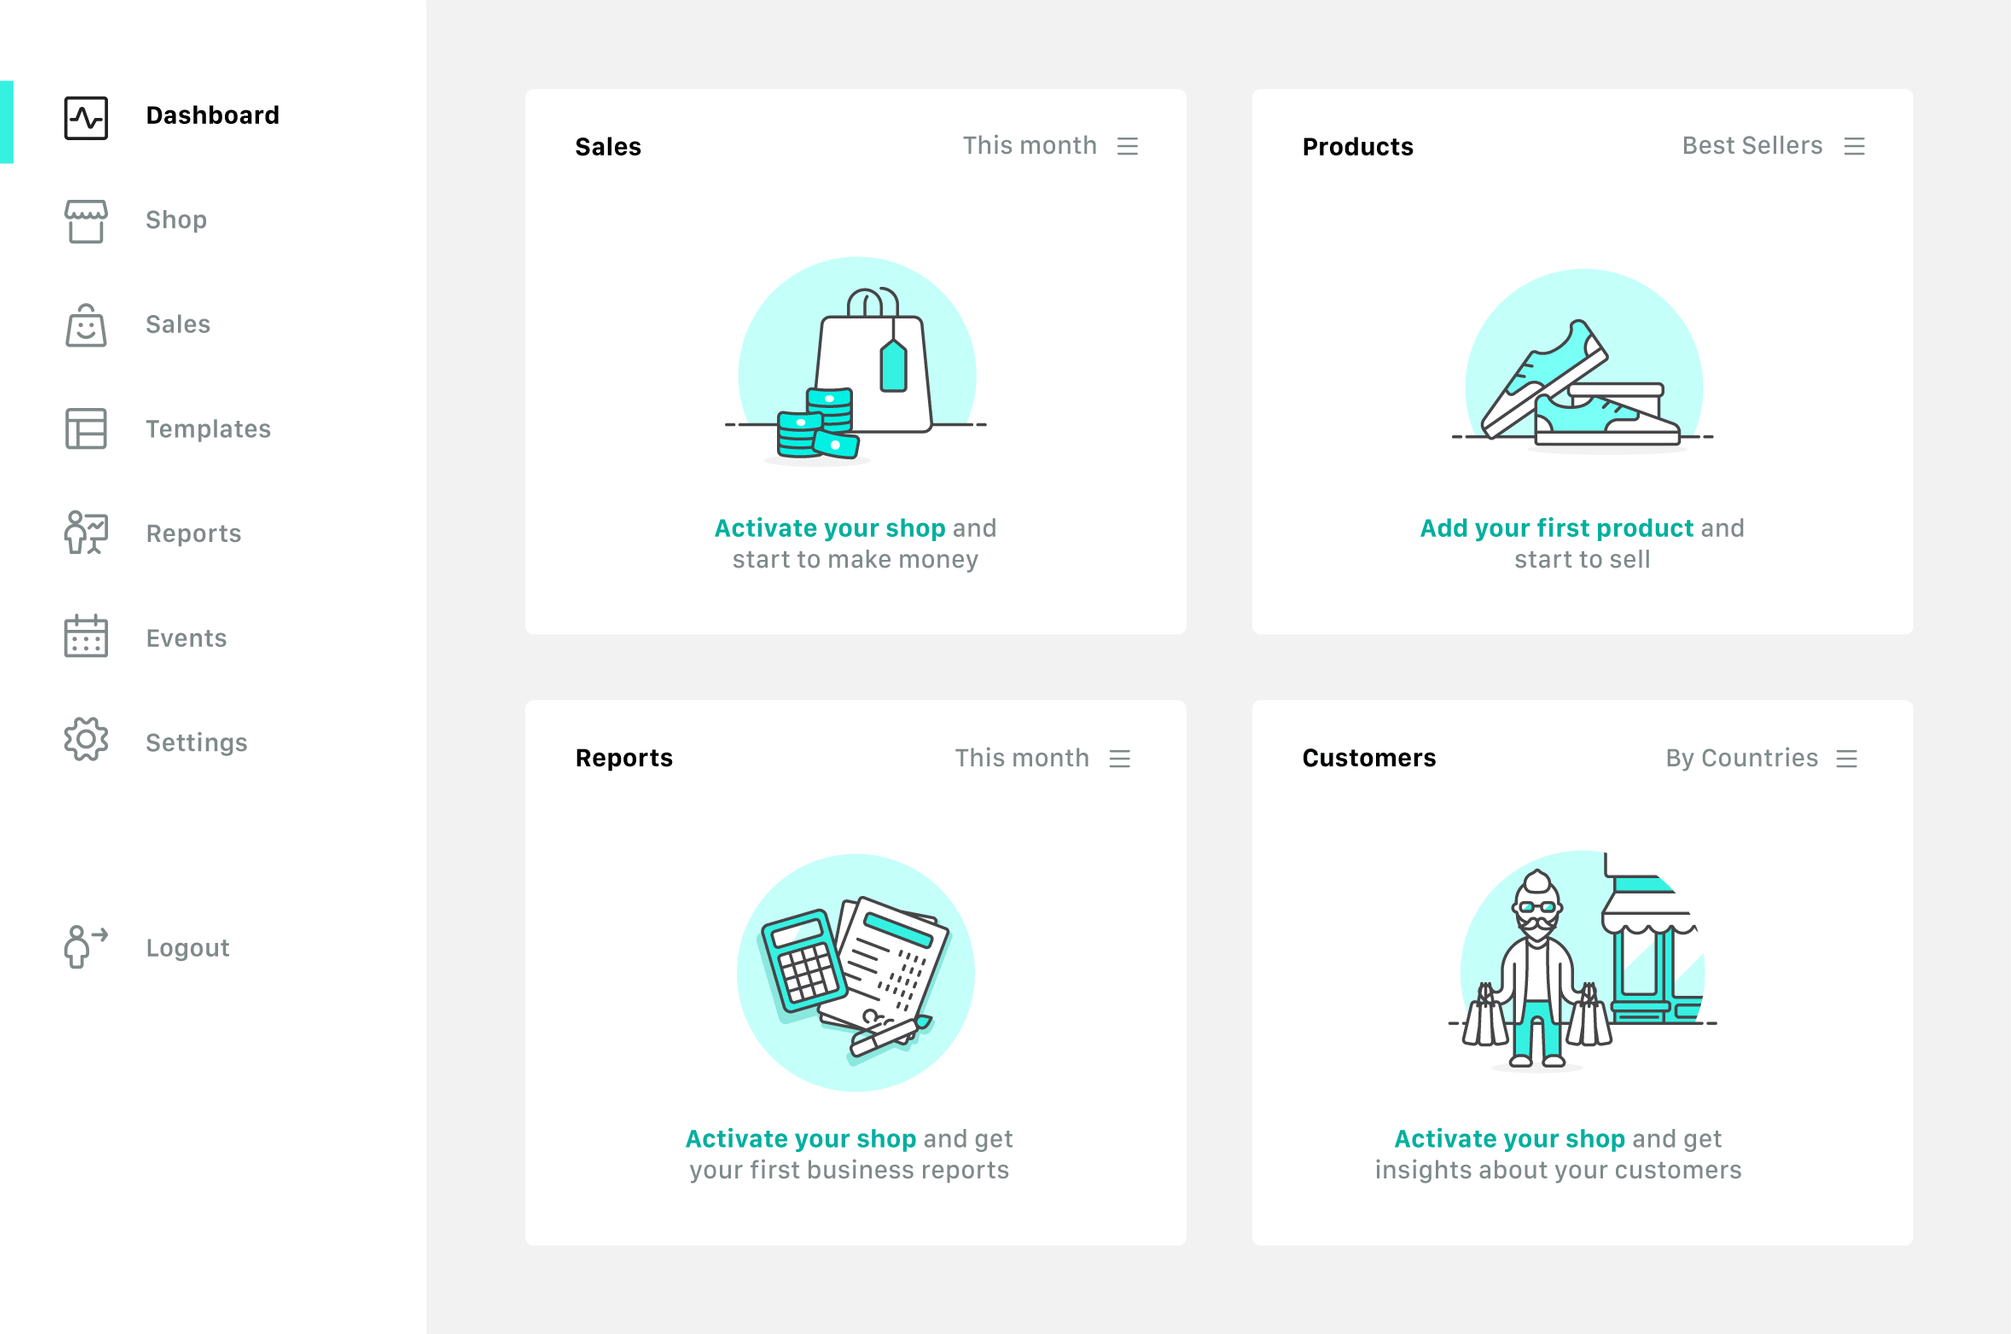 Dashboard
Shop
Sales
Templates
Reports
Events
Settings
Logout
Sales
This month
Activate your shop and
start to make money
Products
Best Sellers
Add your first product and
start to sell
Reports
This month
Activate your shop and get
your first business reports
Customers
By Countries
Activate your shop and get
insights about your customers